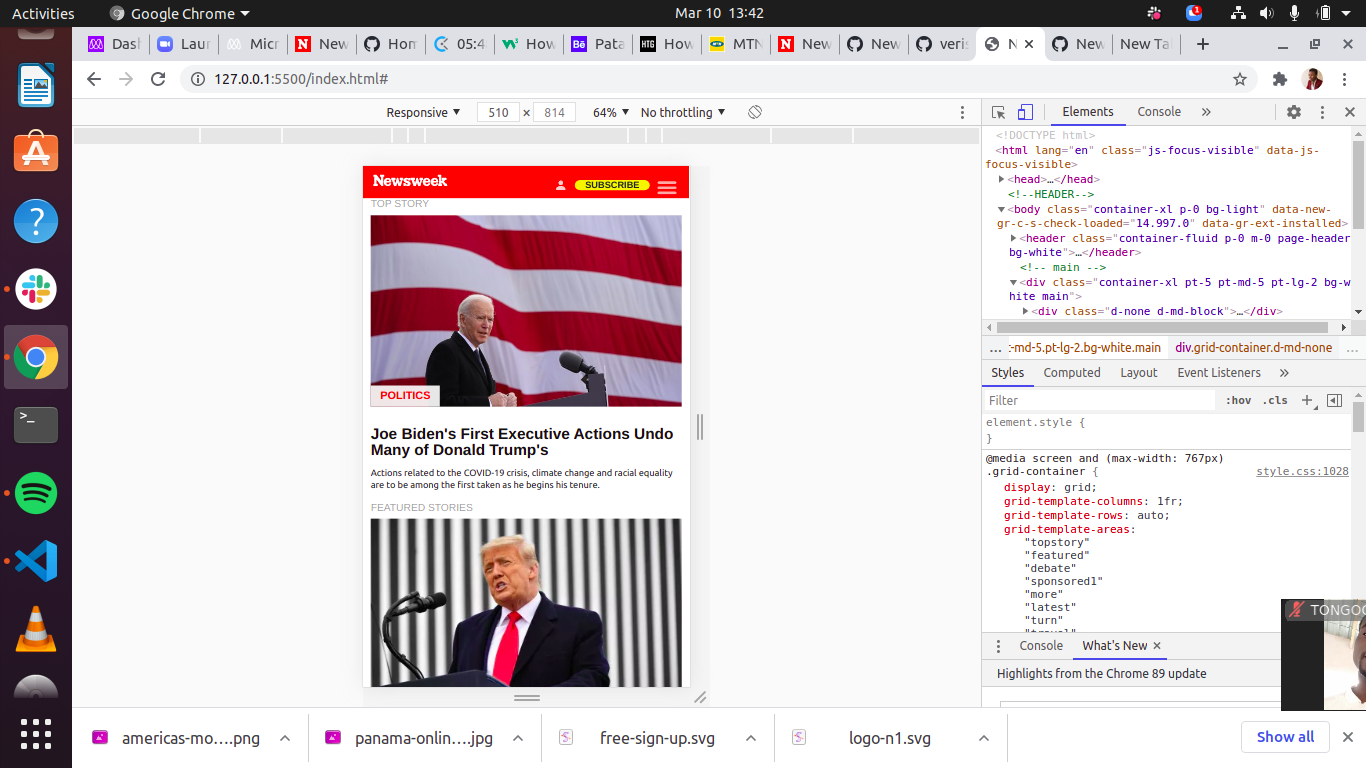 Activities Google Chrome Mar 10 13:42
Dash Laun Micr New Hom 05:4 How Beh Pata HTG How MTN New New veris N New New Ta
127.0.0.1:5500/index.html#
Responsive 510 × 814 64% No throttling
Elements Console
Newsweek
SUBSCRIBE
TOP STORY
POLITICS
Joe Biden's First Executive Actions Undo
Many of Donald Trump's
Actions related to the COVID-19 crisis, climate change and racial equality
are to be among the first taken as he begins his tenure.
FEATURED STORIES
<!DOCTYPE html>
<html lang="en" class="js-focus-visible" data-js-
focus-visible>
<head>…</head>
<!--HEADER-->
<body class="container-xl p-0 bg-light" data-new-
gr-c-s-check-loaded="14.997.0" data-gr-ext-installed>
<header class="container-fluid p-0 m-0 page-header
bg-white">…</header>
<!-- main -->
<div class="container-xl pt-5 pt-md-5 pt-lg-2 bg-w
hite main">
<div class="d-none d-md-block">…</div>
… :-md-5.pt-lg-2.bg-white.main div.grid-container.d-md-none …
Styles Computed Layout Event Listeners
Filter :hov .cls
element.style {
}
@media screen and (max-width: 767px)
.grid-container { style.css:1028
display: grid;
grid-template-columns: 1fr;
grid-template-rows: auto;
grid-template-areas:
"topstory"
"featured"
"debate"
"sponsored1"
"more"
"latest"
"turn"
"travel"
TONGO
Console What's New
Highlights from the Chrome 89 update
americas-mo….png panama-onlin….jpg free-sign-up.svg logo-n1.svg Show all